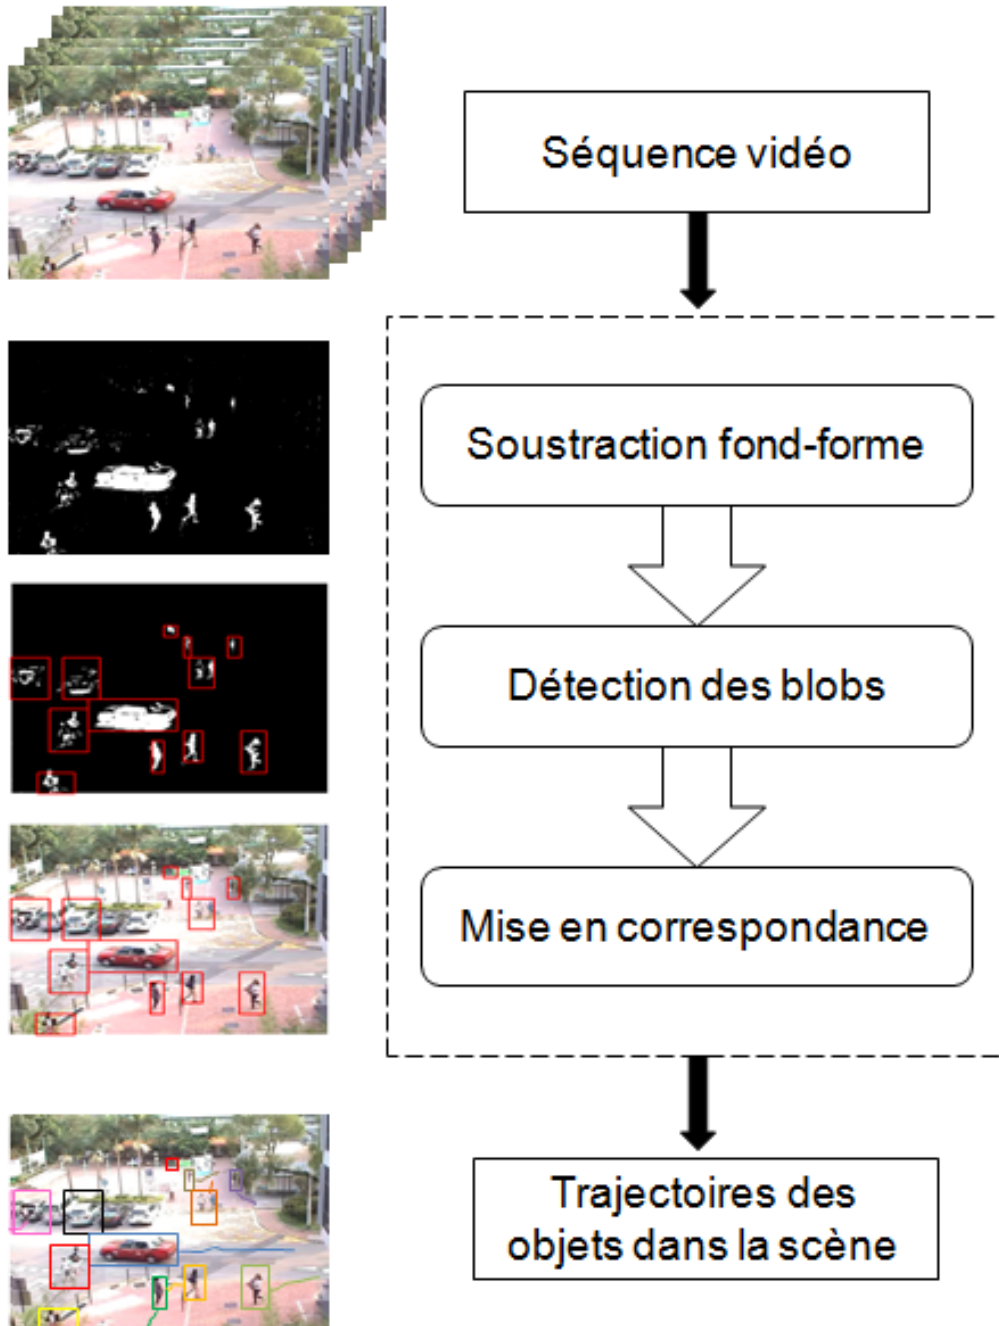 Séquence vidéo
Soustraction fond-forme
Détection des blobs
Mise en correspondance
Trajectoires des
objets dans la scène